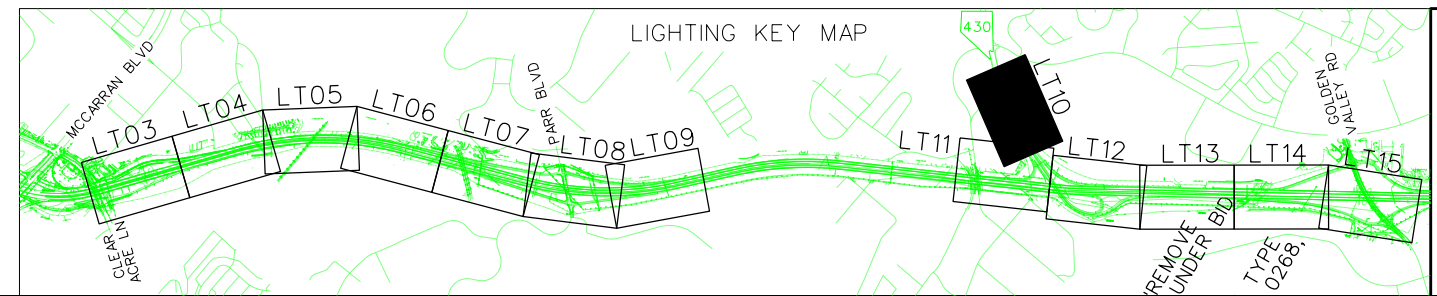 LIGHTING KEY MAP
430
MCCARRAN BLVD
LT03
LT04
LT05
LT06
LT07
PARR BLVD
LT08
LT09
LT10
LT11
LT12
LT13
LT14
LT15
GOLDEN
VALLEY RD
CLEAR
ACRE LN
REMOVE
UNDER BID
TYPE
0268,